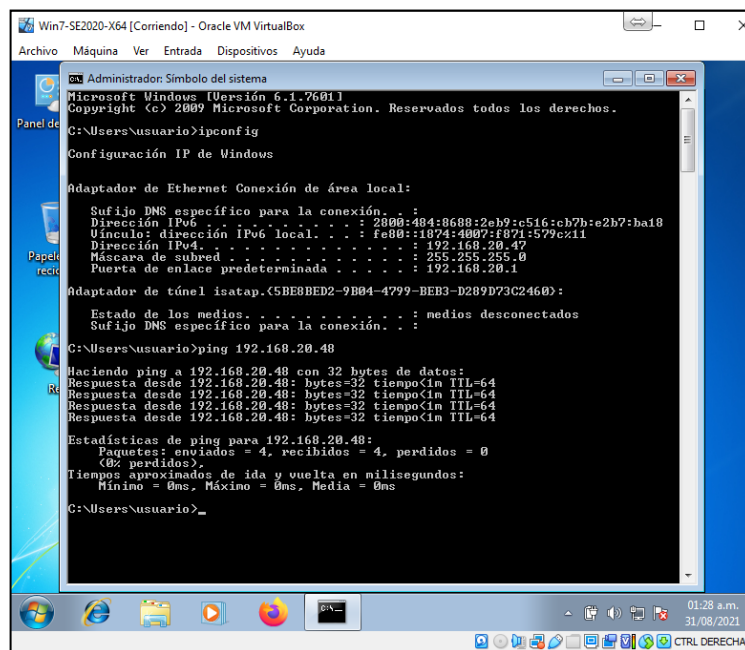 Win7-SE2020-X64 [Corriendo] - Oracle VM VirtualBox
Archivo Máquina Ver Entrada Dispositivos Ayuda
Panel de
Administrador: Símbolo del sistema
Microsoft Windows [Versión 6.1.7601]
Copyright (c) 2009 Microsoft Corporation. Reservados todos los derechos.
C:\Users\usuario>ipconfig
Configuración IP de Windows
Adaptador de Ethernet Conexión de área local:
Sufijo DNS específico para la conexión. . :
Dirección IPv6 . . . . . . . . . . : 2800:484:8688:2eb9:c516:cb7b:e2b7:ba18
Vínculo: dirección IPv6 local. . . : fe80::1874:4007:f871:579c%11
Dirección IPv4. . . . . . . . . . . . . . : 192.168.20.47
Máscara de subred . . . . . . . . . . . . : 255.255.255.0
Puerta de enlace predeterminada . . . . . : 192.168.20.1
Adaptador de túnel isatap.{5BE8BED2-9B04-4799-BEB3-D289D73C2460}:
Estado de los medios. . . . . . . . . . . : medios desconectados
Sufijo DNS específico para la conexión. . :
C:\Users\usuario>ping 192.168.20.48
Haciendo ping a 192.168.20.48 con 32 bytes de datos:
Respuesta desde 192.168.20.48: bytes=32 tiempo<1m TTL=64
Respuesta desde 192.168.20.48: bytes=32 tiempo<1m TTL=64
Respuesta desde 192.168.20.48: bytes=32 tiempo<1m TTL=64
Respuesta desde 192.168.20.48: bytes=32 tiempo<1m TTL=64
Estadísticas de ping para 192.168.20.48:
Paquetes: enviados = 4, recibidos = 4, perdidos = 0
(0% perdidos),
Tiempos aproximados de ida y vuelta en milisegundos:
Mínimo = 0ms, Máximo = 0ms, Media = 0ms
C:\Users\usuario>_
Papele
recic
Re
01:28 a.m.
31/08/2021
CTRL DERECHA